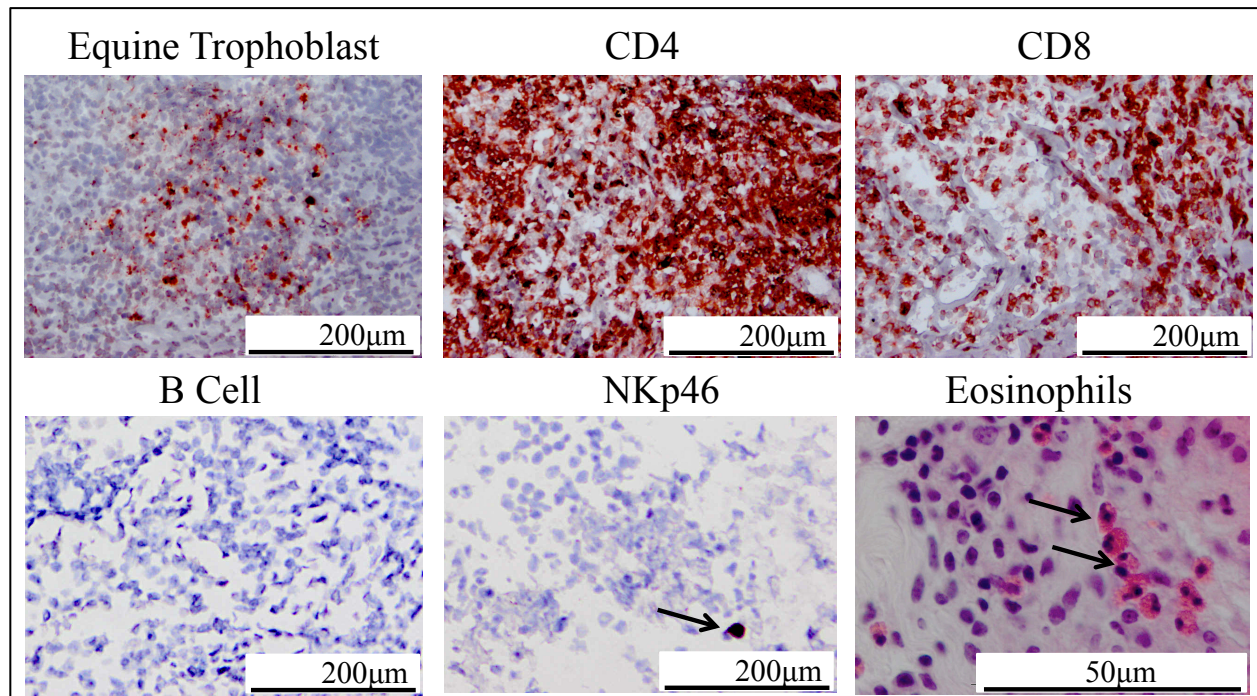 Equine Trophoblast
CD4
CD8
200μm
200μm
200μm
B Cell
NKp46
Eosinophils
200μm
200μm
50μm